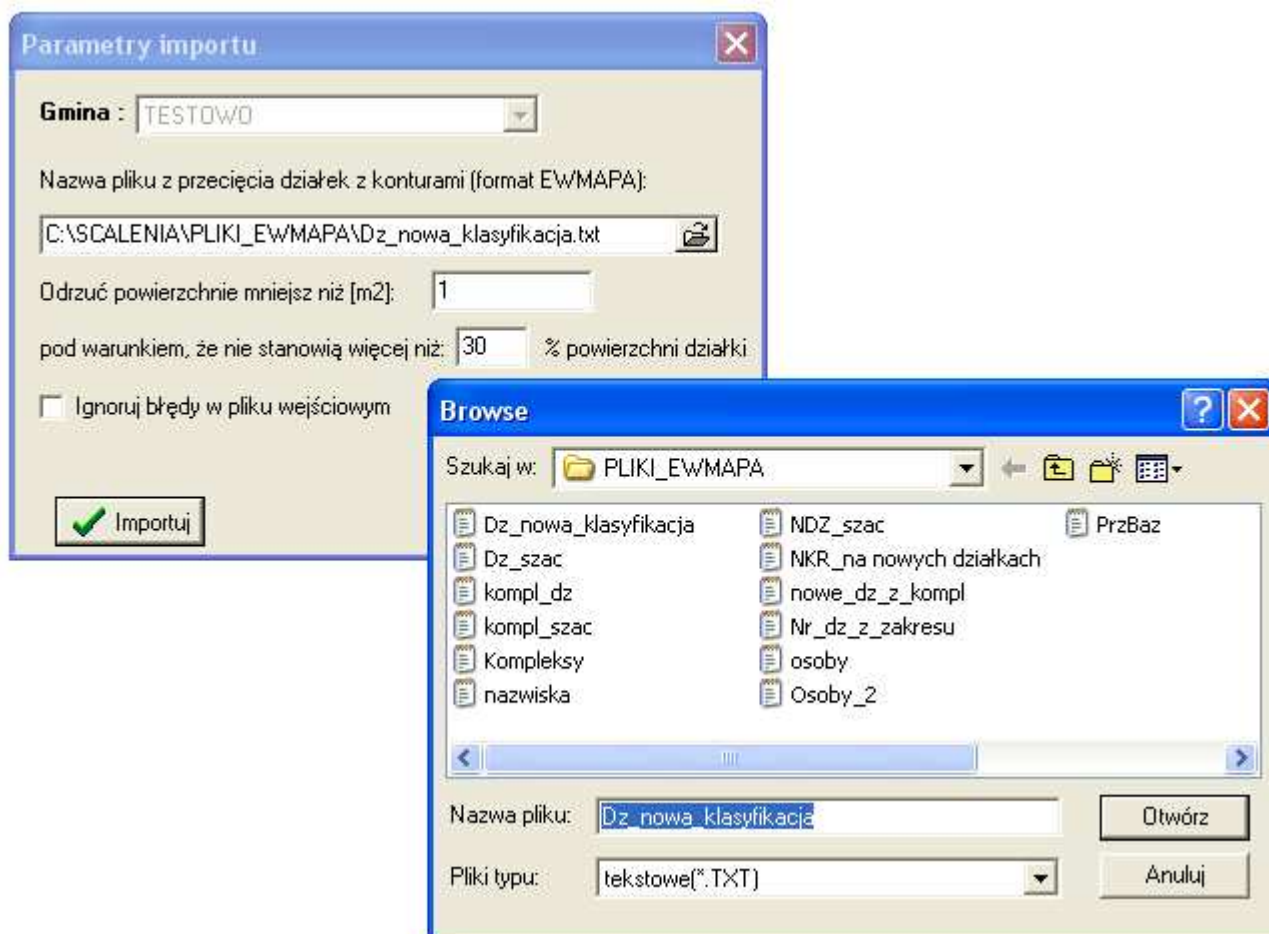 Parametry importu
Gmina : TESTOWO
Nazwa pliku z przecięcia działek z konturami (format EWMAPA):
C:\SCALENIA\PLIKI_EWMAPA\Dz_nowa_klasyfikacja.txt
Odrzuć powierzchnie mniejsz niż [m2]: 1
pod warunkiem, że nie stanowią więcej niż: 30 % powierzchni działki
Ignoruj błędy w pliku wejściowym
Importuj
Browse
Szukaj w: PLIKI_EWMAPA
Dz_nowa_klasyfikacja NDZ_szac PrzBaz
Dz_szac NKR_na nowych działkach
kompl_dz nowe_dz_z_kompl
kompl_szac Nr_dz_z_zakresu
Kompleksy osoby
nazwiska Osoby_2
Nazwa pliku: Dz_nowa_klasyfikacja Otwórz
Pliki typu: tekstowe(*.TXT) Anuluj